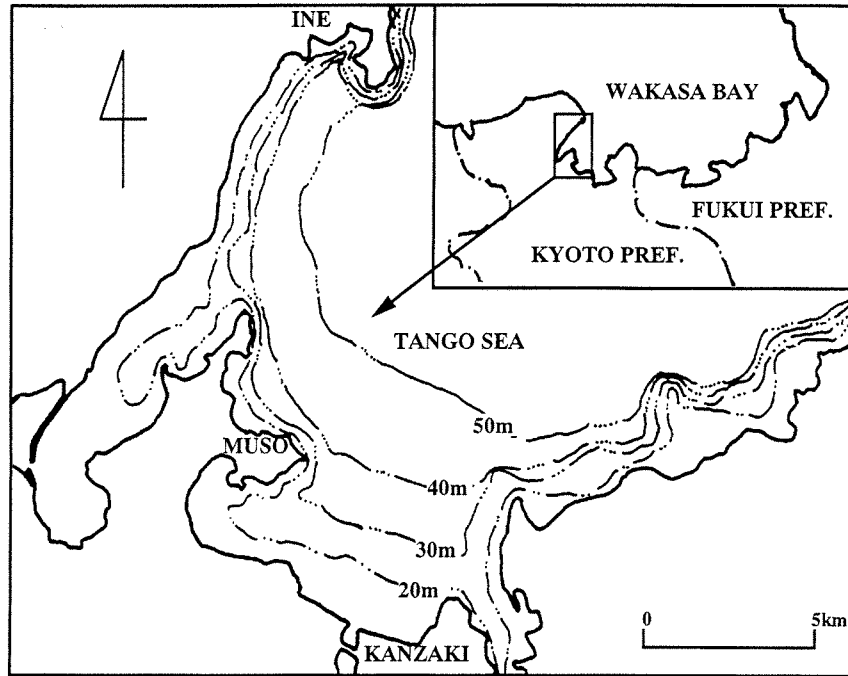 INE
WAKASA BAY
FUKUI PREF.
KYOTO PREF.
TANGO SEA
MUSO
50m
40m
30m
20m
0 5km
KANZAKI